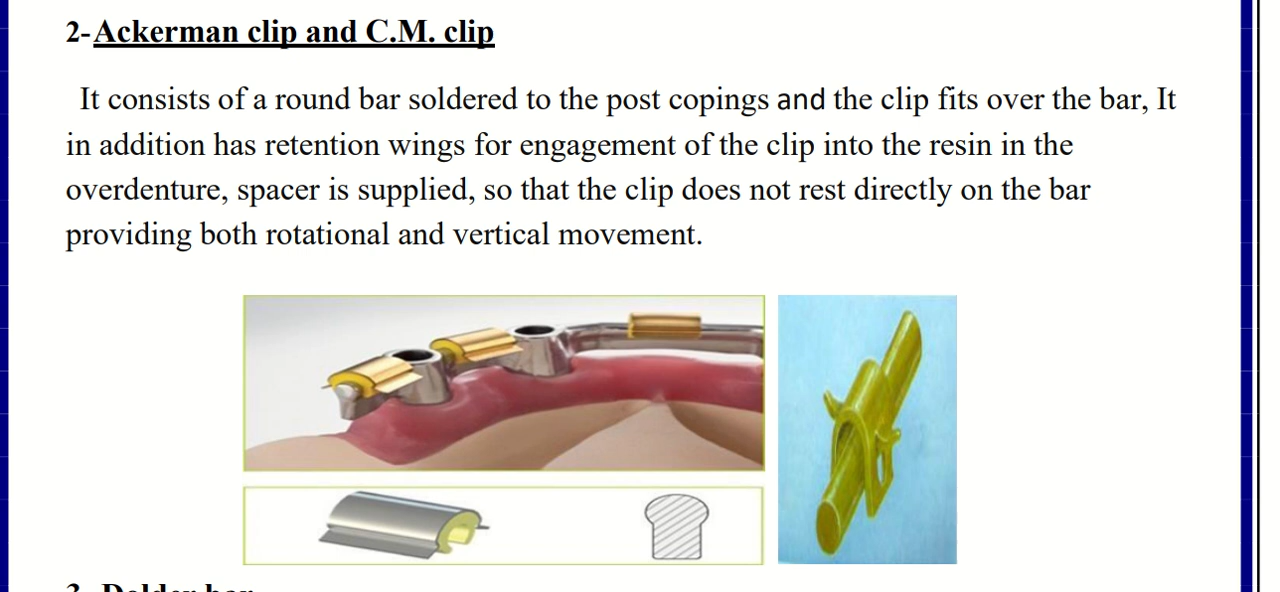 2-Ackerman clip and C.M. clip
It consists of a round bar soldered to the post copings and the clip fits over the bar, It
in addition has retention wings for engagement of the clip into the resin in the
overdenture, spacer is supplied, so that the clip does not rest directly on the bar
providing both rotational and vertical movement.